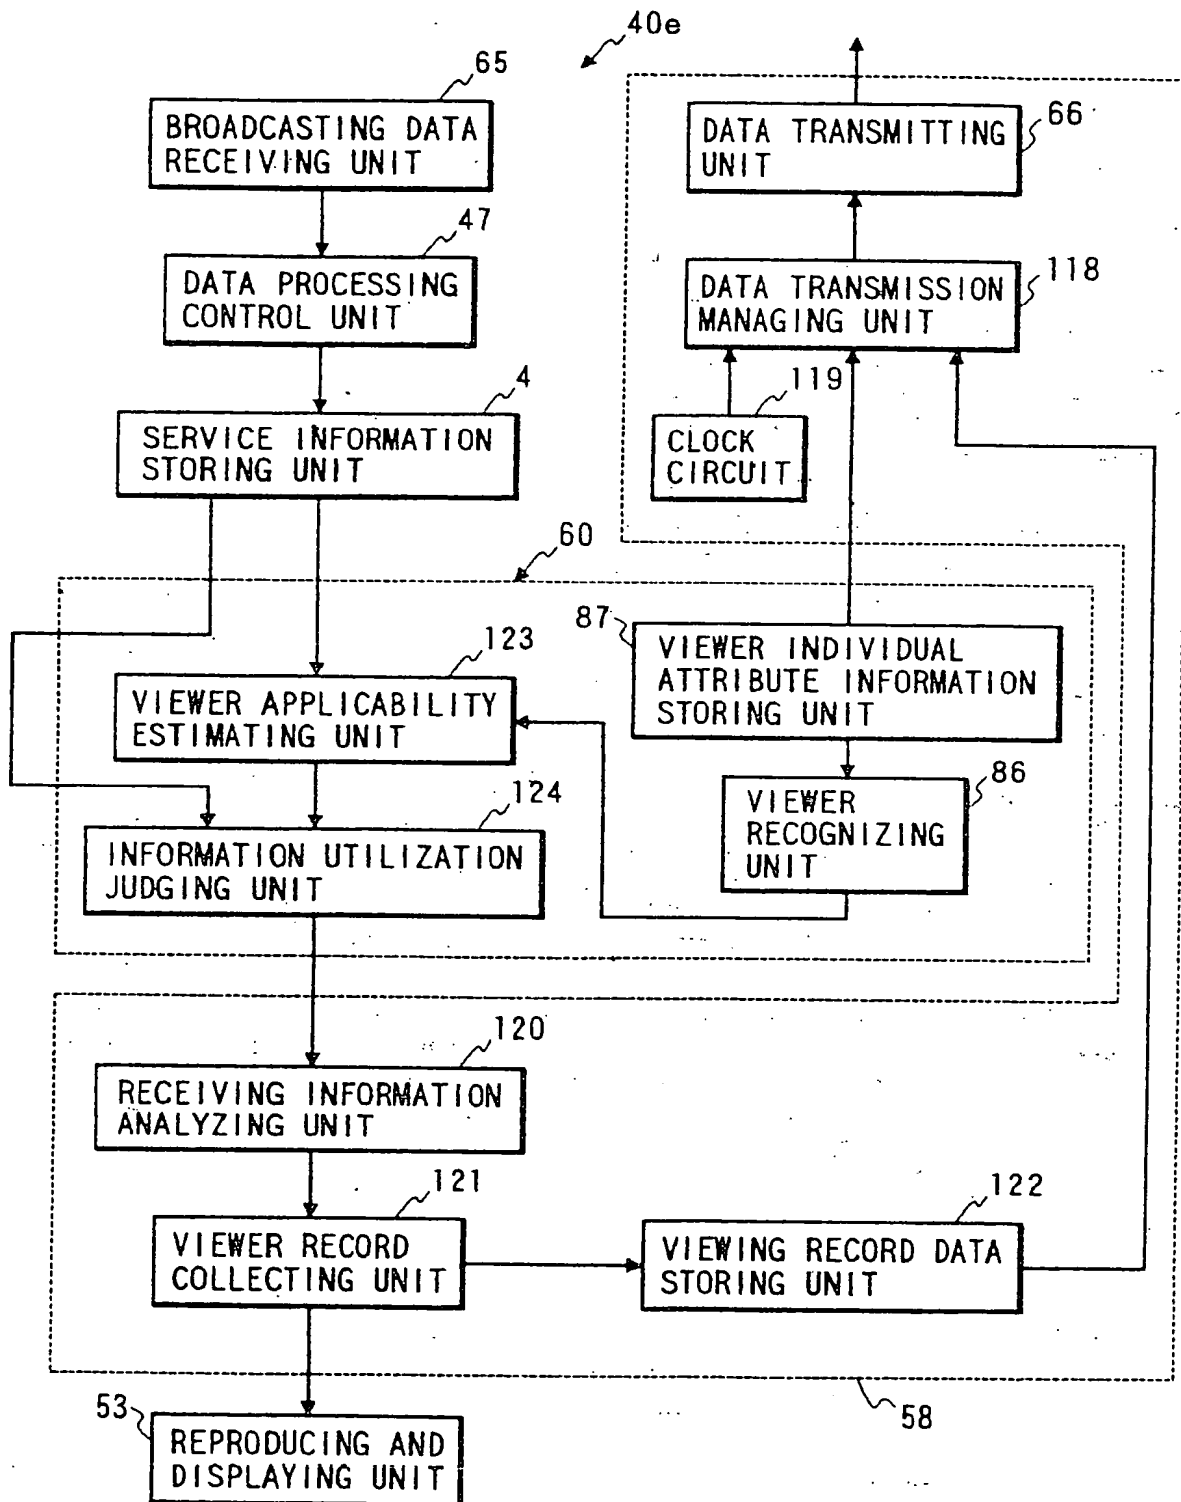 40e
65
BROADCASTING DATA
RECEIVING UNIT
47
DATA PROCESSING
CONTROL UNIT
4
SERVICE INFORMATION
STORING UNIT
66
DATA TRANSMITTING
UNIT
118
DATA TRANSMISSION
MANAGING UNIT
119
CLOCK
CIRCUIT
60
87
VIEWER INDIVIDUAL
ATTRIBUTE INFORMATION
STORING UNIT
123
VIEWER APPLICABILITY
ESTIMATING UNIT
86
VIEWER
RECOGNIZING
UNIT
124
INFORMATION UTILIZATION
JUDGING UNIT
120
RECEIVING INFORMATION
ANALYZING UNIT
121
VIEWER RECORD
COLLECTING UNIT
122
VIEWING RECORD DATA
STORING UNIT
58
53
REPRODUCING AND
DISPLAYING UNIT